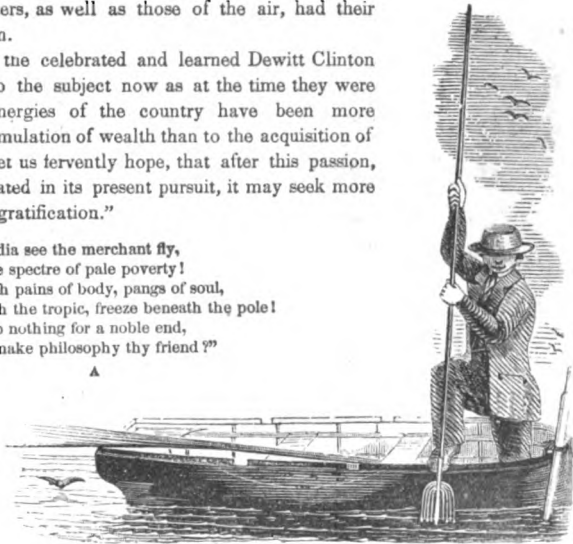 ers, as well as those of the air, had their
n.
the celebrated and learned Dewitt Clinton
o the subject now as at the time they were
nergies of the country have been more
mulation of wealth than to the acquisition of
et us fervently hope, that after this passion,
ated in its present pursuit, it may seek more
gratification.”
dia see the merchant fly,
e spectre of pale poverty!
h pains of body, pangs of soul,
h the tropic, freeze beneath the pole!
o nothing for a noble end,
nake philosophy thy friend?”
A